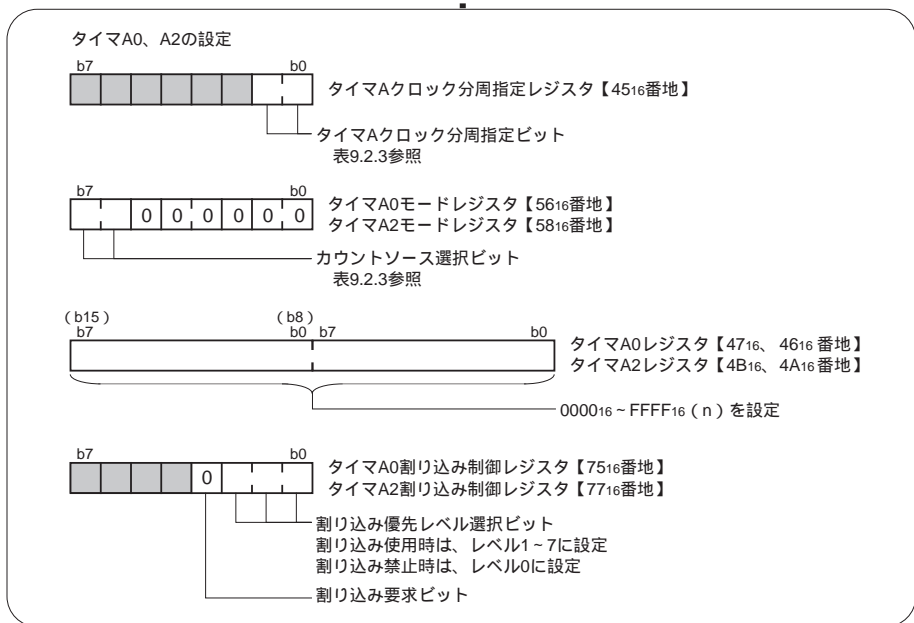 タイマA0、A2の設定
b7 b0
タイマAクロック分周指定レジスタ【4516番地】
タイマAクロック分周指定ビット
表9.2.3参照
b7 b0
0 0 0 0 0 0
タイマA0モードレジスタ【5616番地】
タイマA2モードレジスタ【5816番地】
カウントソース選択ビット
表9.2.3参照
(b15) (b8)
b7 b0 b7 b0
タイマA0レジスタ【4716、4616 番地】
タイマA2レジスタ【4B16、4A16 番地】
000016~FFFF16(n)を設定
b7 b0
0
タイマA0割り込み制御レジスタ【7516番地】
タイマA2割り込み制御レジスタ【7716番地】
割り込み優先レベル選択ビット
割り込み使用時は、レベル1~7に設定
割り込み禁止時は、レベル0に設定
割り込み要求ビット